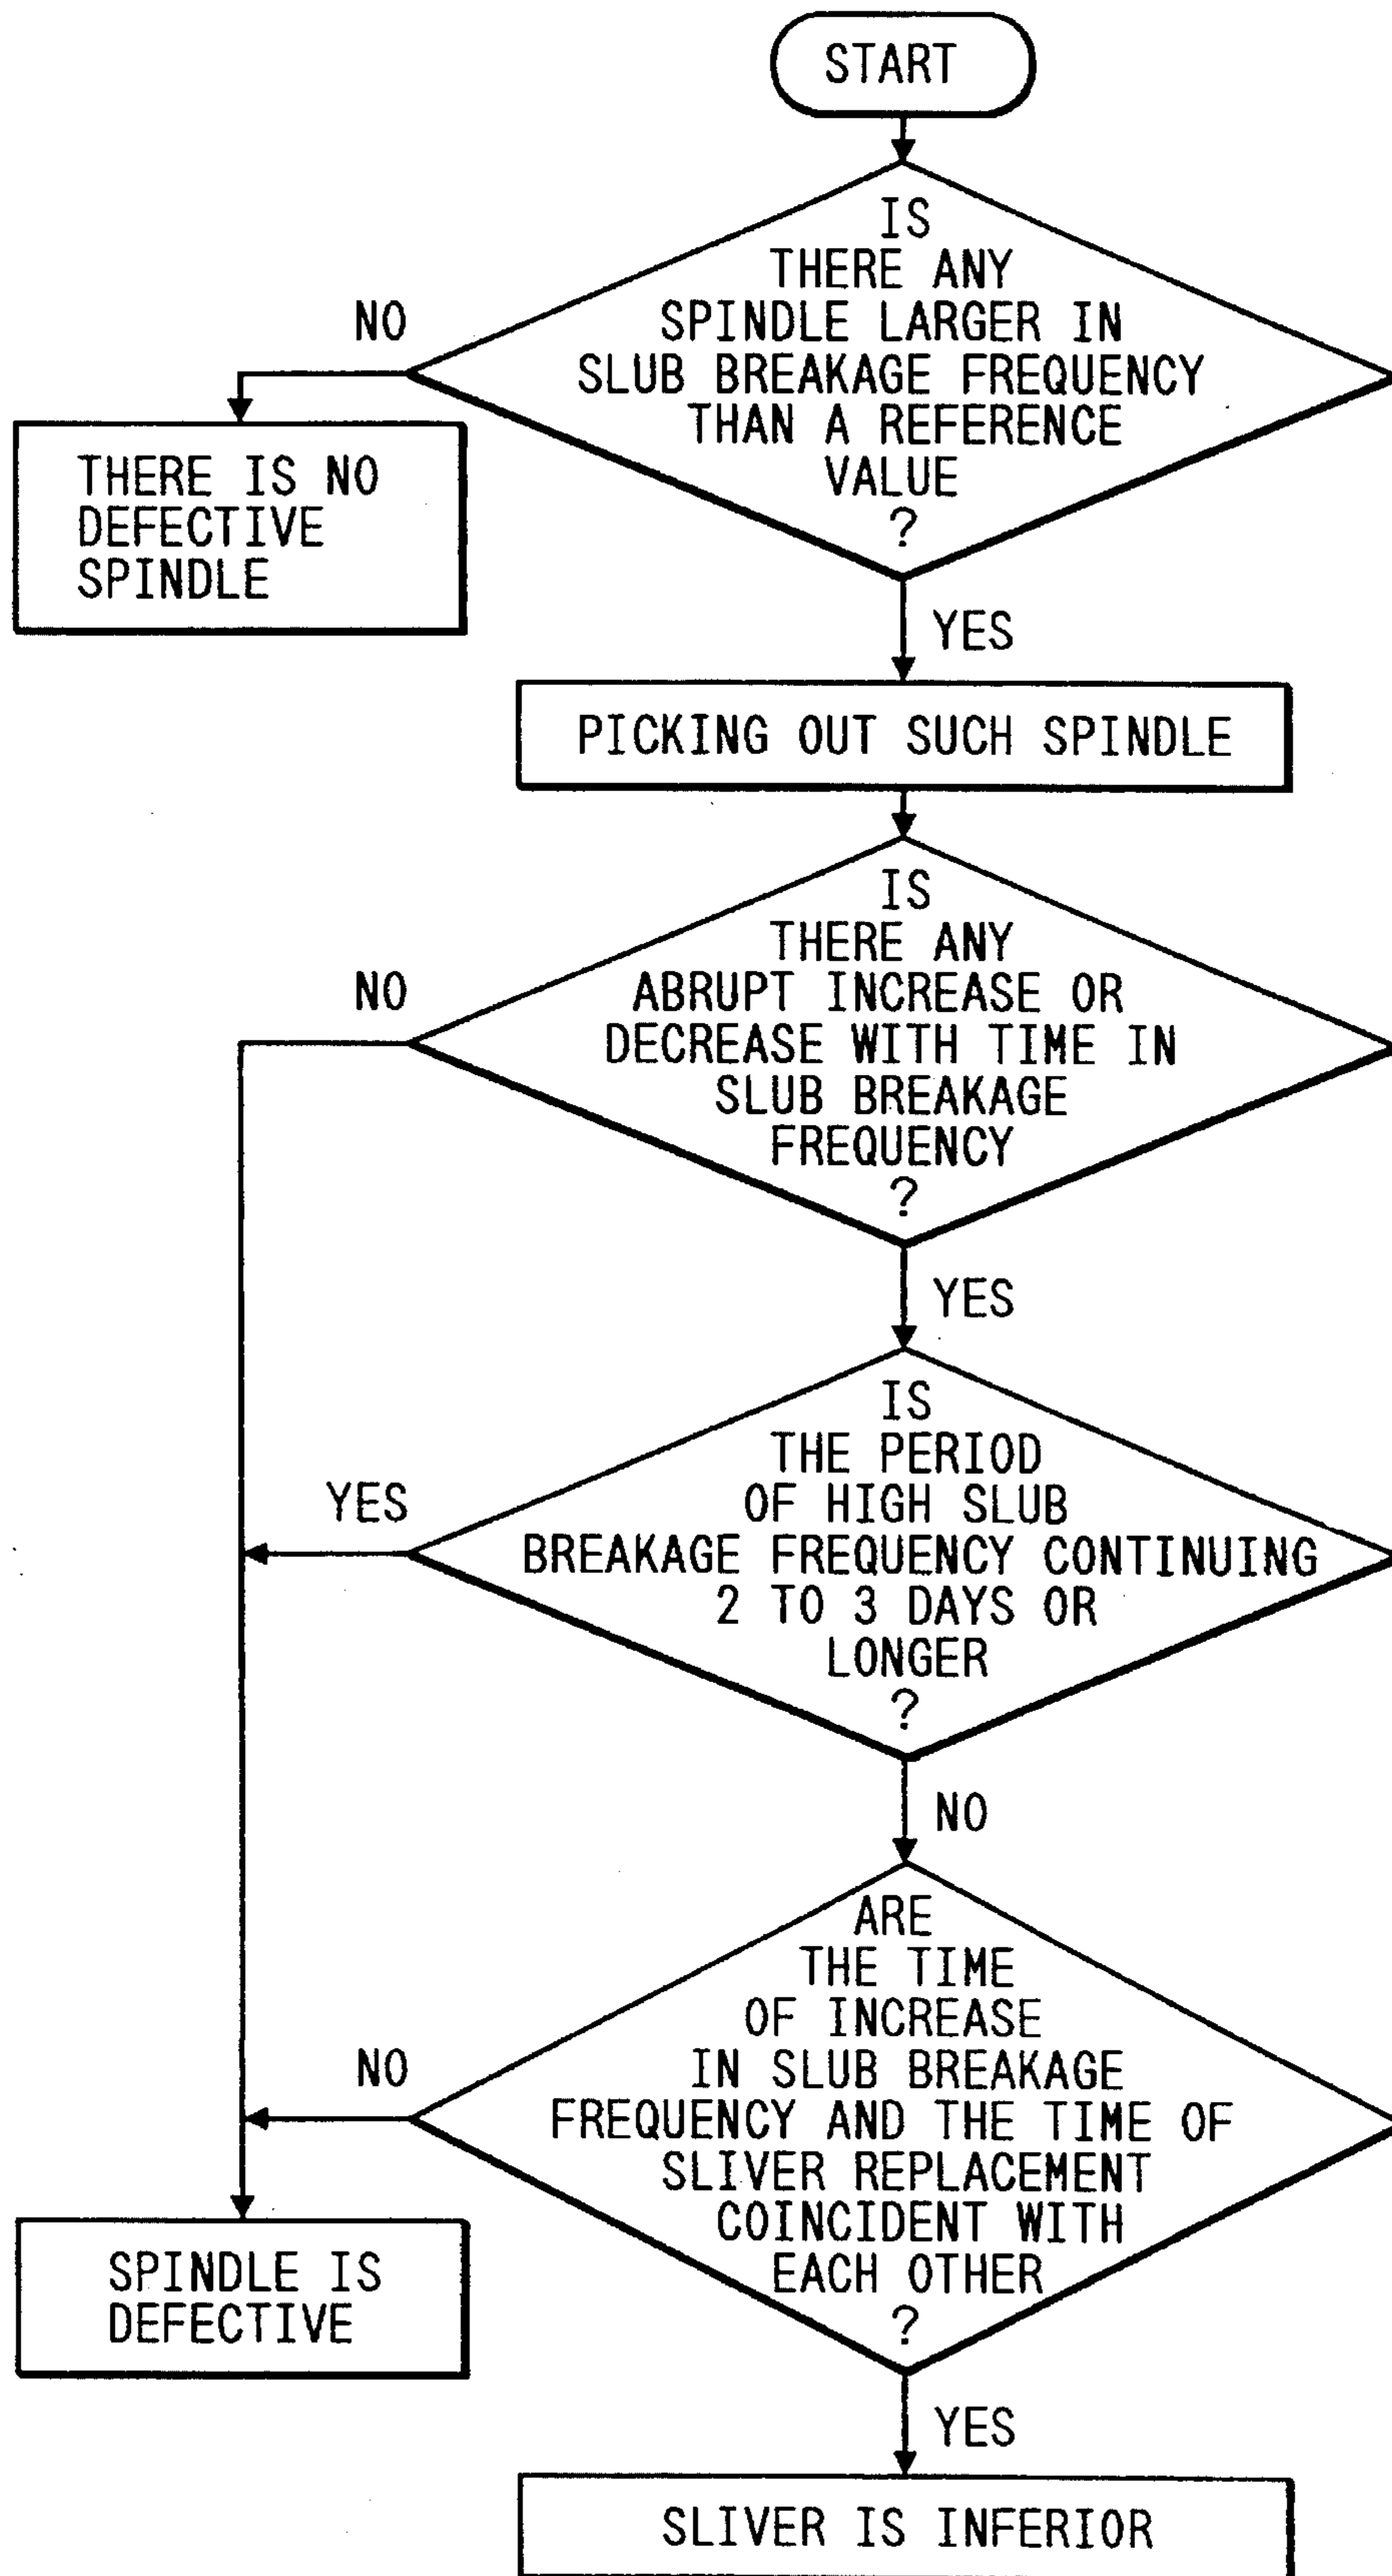 START
IS
THERE ANY
SPINDLE LARGER IN
SLUB BREAKAGE FREQUENCY
THAN A REFERENCE
VALUE
?
NO
THERE IS NO
DEFECTIVE
SPINDLE
YES
PICKING OUT SUCH SPINDLE
IS
THERE ANY
ABRUPT INCREASE OR
DECREASE WITH TIME IN
SLUB BREAKAGE
FREQUENCY
?
NO
YES
IS
THE PERIOD
OF HIGH SLUB
BREAKAGE FREQUENCY CONTINUING
2 TO 3 DAYS OR
LONGER
?
YES
NO
ARE
THE TIME
OF INCREASE
IN SLUB BREAKAGE
FREQUENCY AND THE TIME OF
SLIVER REPLACEMENT
COINCIDENT WITH
EACH OTHER
?
NO
SPINDLE IS
DEFECTIVE
YES
SLIVER IS INFERIOR